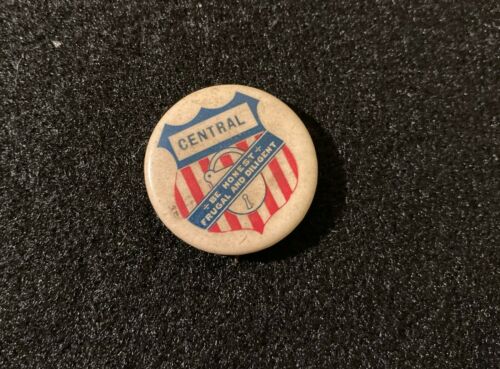 CENTRAL
+ BE HONEST +
FRUGAL AND DILIGENT